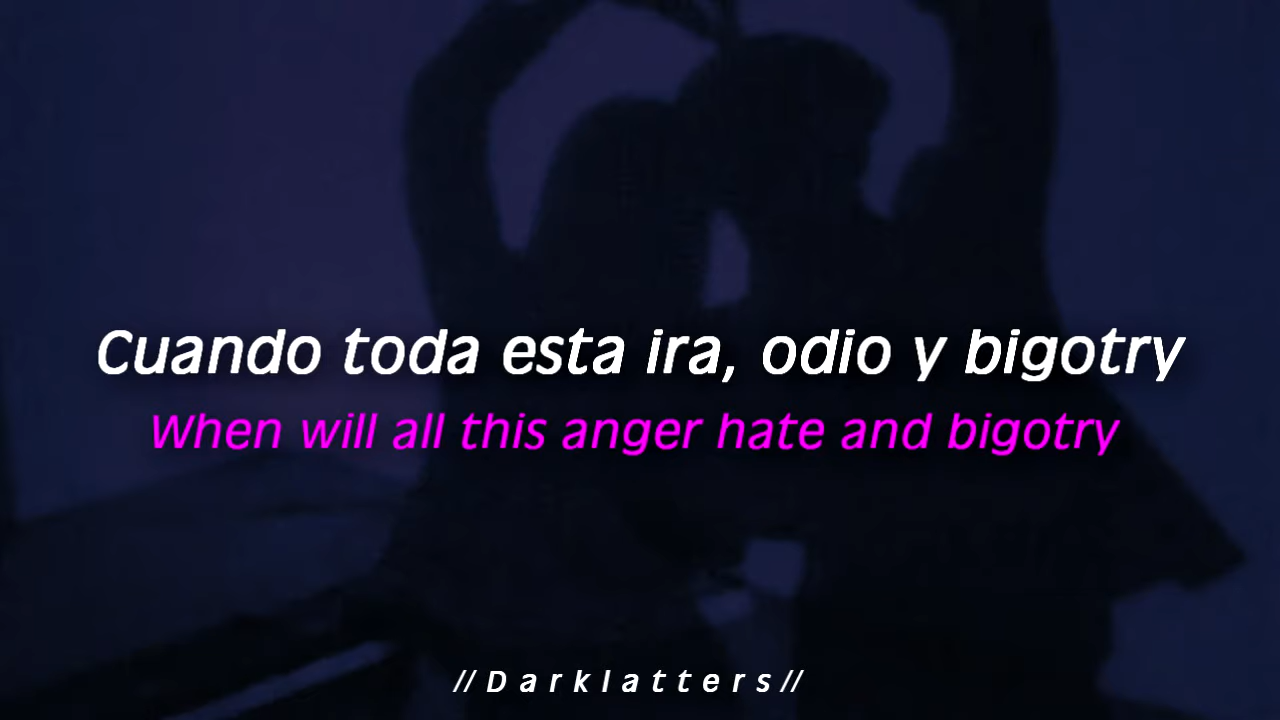 Cuando toda esta ira, odio y bigotry
When will all this anger hate and bigotry
//Darklatters//